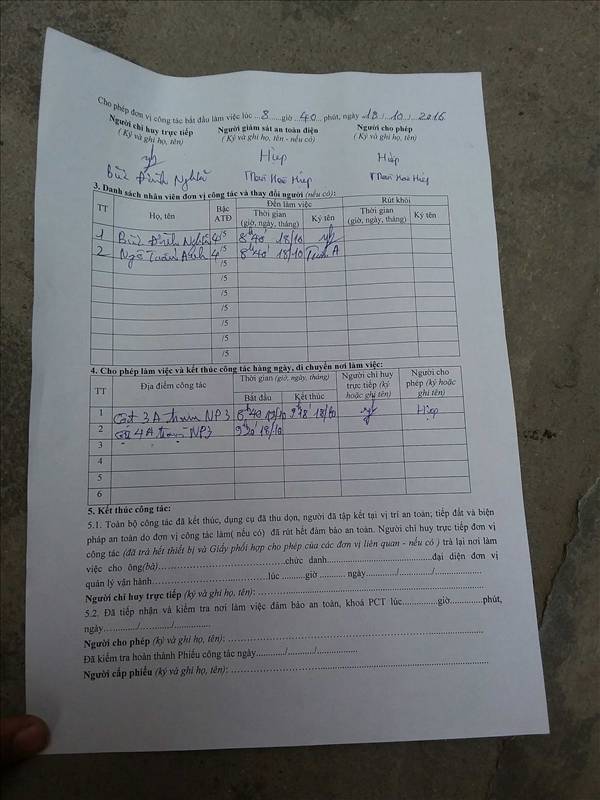 Cho phép đơn vị công tác bắt đầu làm việc lúc...8......giờ...40....phút, ngày 18./.10../..2016
Người chỉ huy trực tiếp Người giám sát an toàn điện Người cho phép
( Ký và ghi họ, tên) ( Ký và ghi họ, tên - nếu có) ( Ký và ghi họ, tên)
Hiệp Hiệp
Bùi Đình Nghĩa Hoà Hiệp Hoà Hiệp
3. Danh sách nhân viên đơn vị công tác và thay đổi người (nếu có):
TT Họ, tên Bậc ATĐ Đến làm việc Rút khỏi
Thời gian (giờ, ngày, tháng) Ký tên Thời gian (giờ, ngày, tháng) Ký tên
1 Bùi Đình Nghĩa 4/5 8h40' 18/10
2 Ngô Tuấn Anh 4/5 8h40' 18/10 Tuấn A
/5
/5
/5
/5
/5
/5
/5
4. Cho phép làm việc và kết thúc công tác hàng ngày, di chuyển nơi làm việc:
TT Địa điểm công tác Thời gian (giờ, ngày, tháng) Người chỉ huy trực tiếp (ký hoặc ghi tên) Người cho phép (ký hoặc ghi tên)
Bắt đầu Kết thúc
1 Cột 3A trạm NP3 18/10 Hiệp
2 Cột 4A trạm NP3 18/10
3
4
5
6
5. Kết thúc công tác:
5.1. Toàn bộ công tác đã kết thúc, dụng cụ đã thu dọn, người đã tập kết tại vị trí an toàn; tiếp đất và biện
pháp an toàn do đơn vị công tác làm( nếu có) đã rút hết đảm bảo an toàn. Người chỉ huy trực tiếp đơn vị
công tác (đã trả hết thiết bị và Giấy phối hợp cho phép của các đơn vị liên quan - nếu có ) trả lại nơi làm
việc cho ông(bà)……………………………chức danh..............................đại diện đơn vị
quản lý vận hành…………………………lúc ........giờ .......... ngày........../............/.................
Người chỉ huy trực tiếp (ký và ghi họ, tên): ……………………………
5.2. Đã tiếp nhận và kiểm tra nơi làm việc đảm bảo an toàn, khoá PCT lúc.............giờ...........phút,
ngày............/............/..............
Người cho phép (ký và ghi họ, tên): ……………………………
Đã kiểm tra hoàn thành Phiếu công tác ngày........../........../..............
Người cấp phiếu (ký và ghi họ, tên): ……………………………